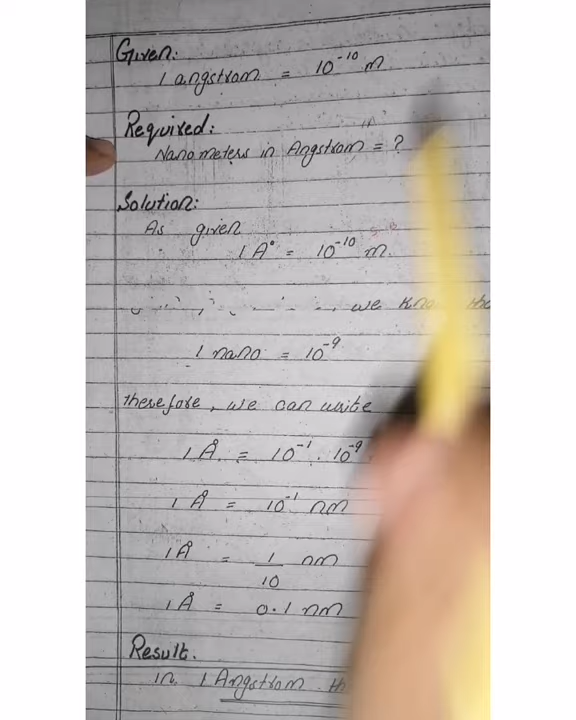 Given:
1 angstrom = 10⁻¹⁰ m
Required:
Nanometers in Angstrom = ?
Solution:
As given
1 A° = 10⁻¹⁰ m.
we know the
1 nano = 10⁻⁹
therefore, we can write
1 Å = 10⁻¹ . 10⁻⁹
1 Å = 10⁻¹ nm
1 Å = 1/10 nm
1 Å = 0.1 nm
Result.
in 1 Angstrom